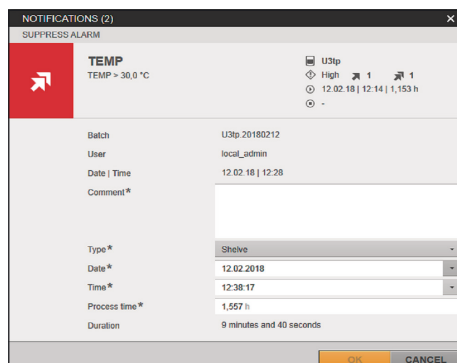 NOTIFICATIONS (2)
SUPPRESS ALARM
TEMP
TEMP > 30,0 °C
U3tp
High 1 1
12.02.18 | 12:14 | 1,153 h
-
Batch U3tp.20180212
User local_admin
Date | Time 12.02.18 | 12:28
Comment*
Type* Shelve
Date* 12.02.2018
Time* 12:38:17
Process time* 1,557 h
Duration 9 minutes and 40 seconds
OK CANCEL